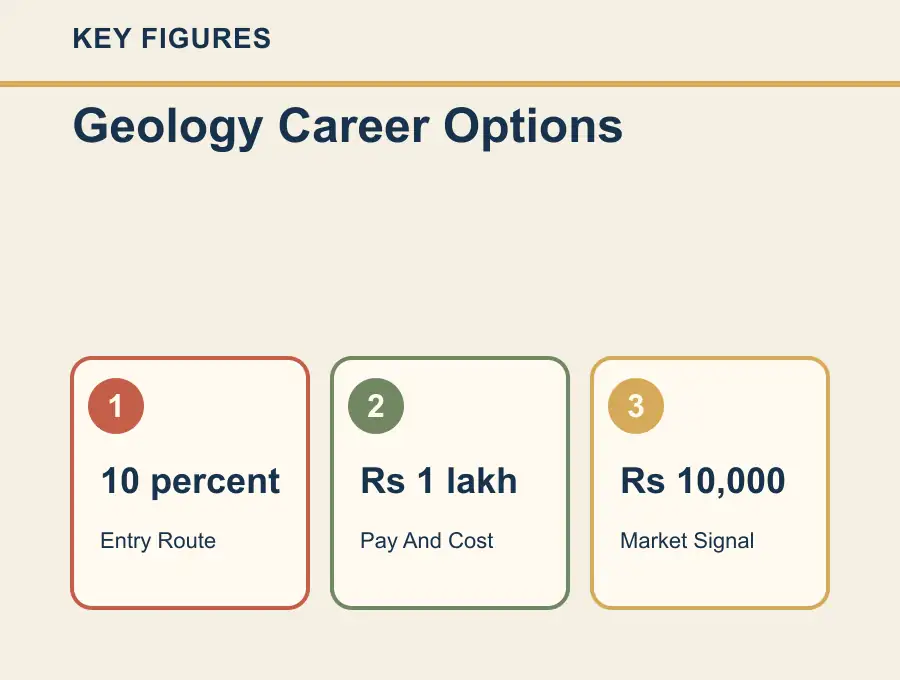 KEY FIGURES
Geology Career Options
1
10 percent
Entry Route
2
Rs 1 lakh
Pay And Cost
3
Rs 10,000
Market Signal